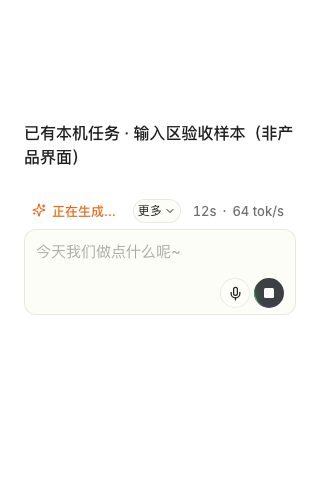 已有本机任务 · 输入区验收样本（非产
品界面）
正在生成... 更多 12s · 64 tok/s
今天我们做点什么呢~